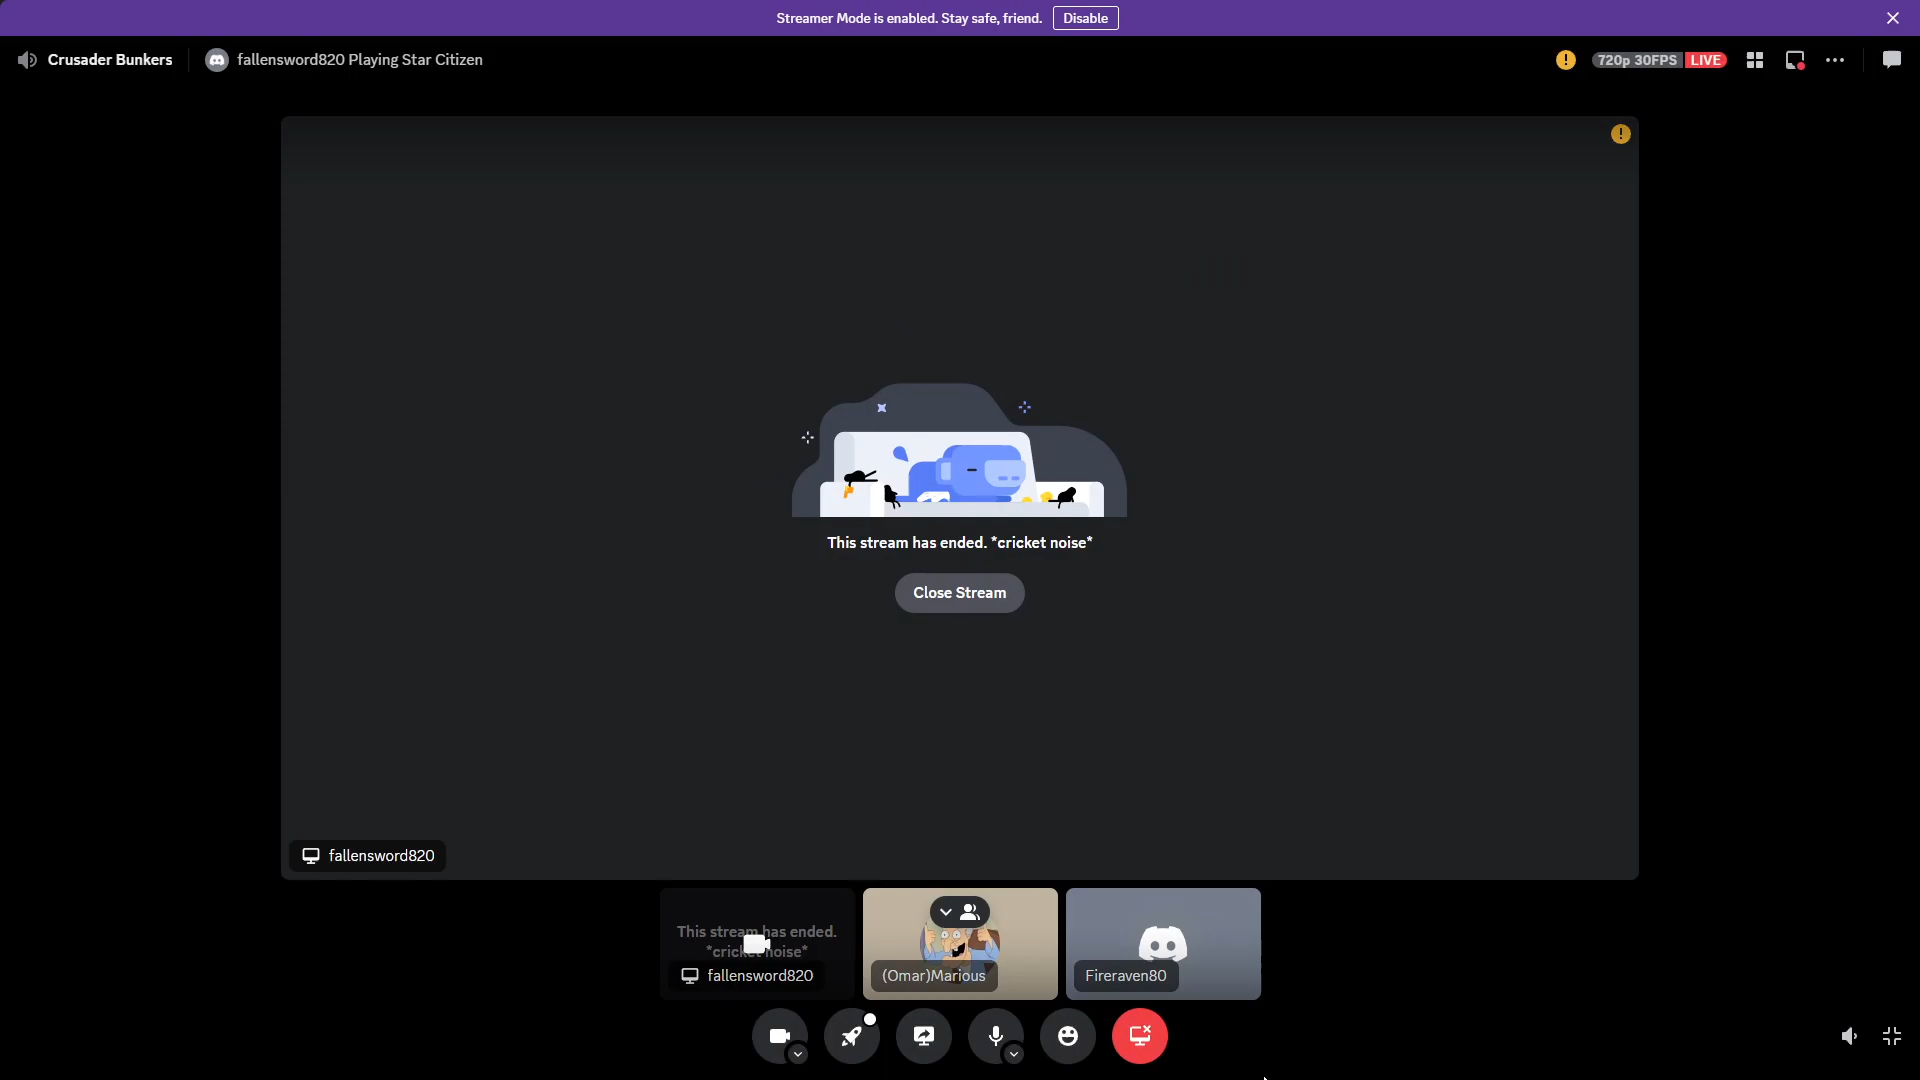 Streamer Mode is enabled. Stay safe, friend. Disable
Crusader Bunkers
fallensword820 Playing Star Citizen
720p 30FPS LIVE
This stream has ended. *cricket noise*
Close Stream
fallensword820
This stream has ended.
*cricket noise*
fallensword820
(Omar)Marious
Fireraven80